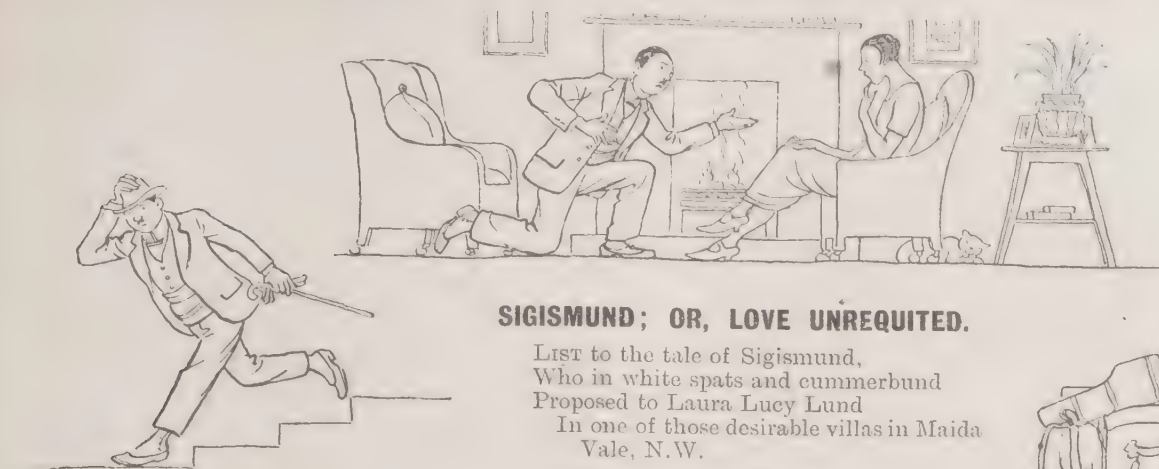 SIGISMUND; OR, LOVE UNREQUITED.
LIST to the tale of Sigismund,
Who in white spats and cummerbund
Proposed to Laura Lucy Lund
In one of those desirable villas in Maida
Vale, N.W.